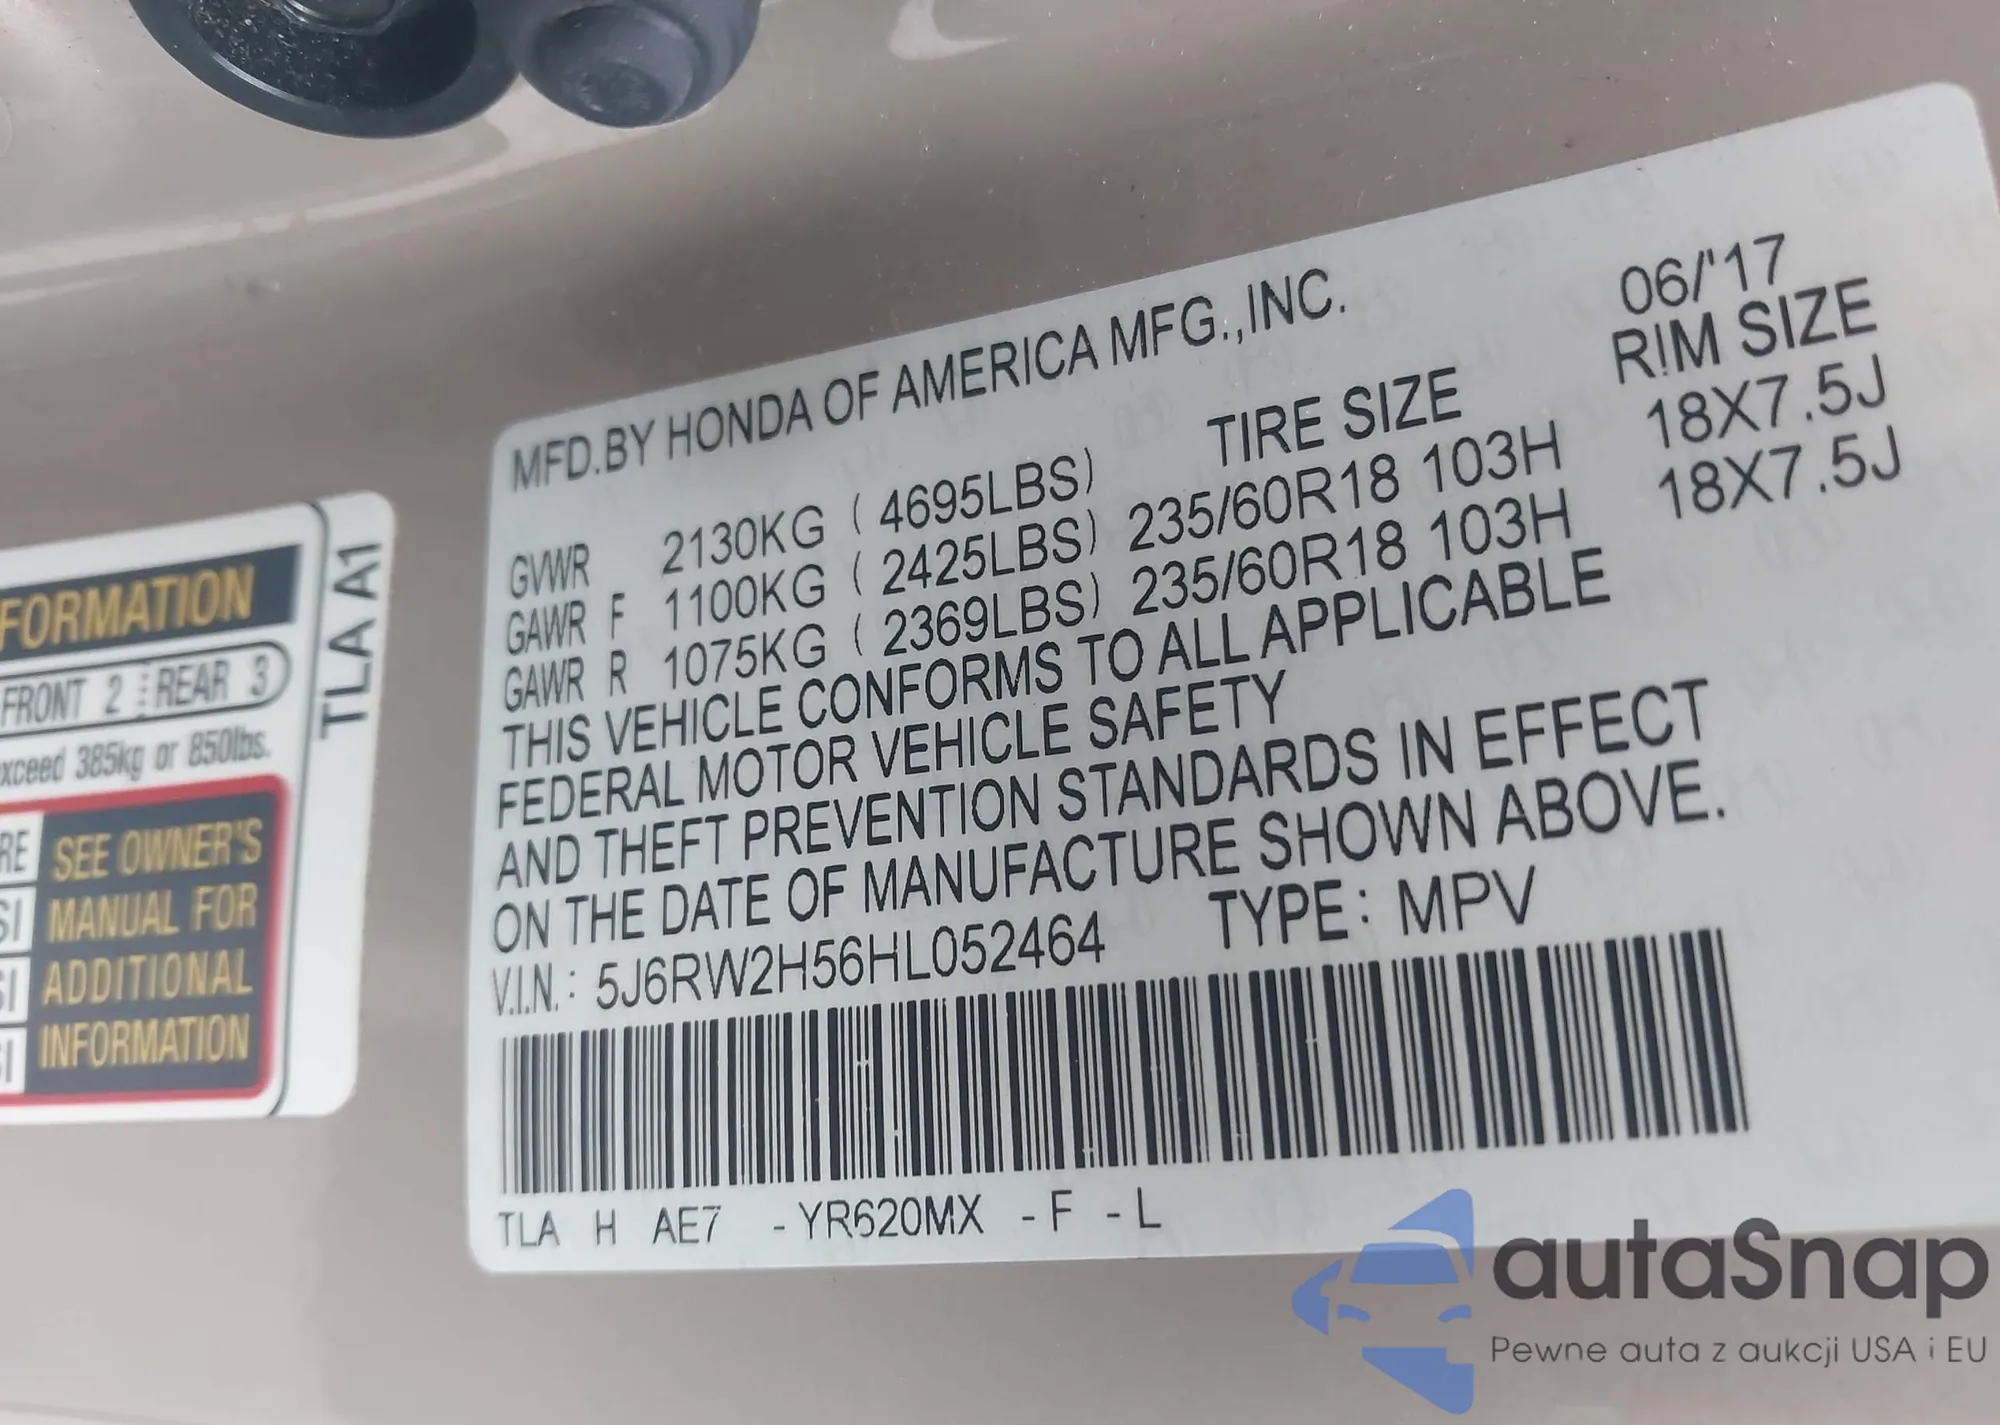 FORMATION
FRONT 2 REAR 3
xceed 385kg or 850lbs.
RE
SI
SI
SI
SEE OWNER'S
MANUAL FOR
ADDITIONAL
INFORMATION
TLA A1
MFD.BY HONDA OF AMERICA MFG.,INC. 06/'17
TIRE SIZE RIM SIZE
GVWR 2130KG ( 4695LBS)
GAWR F 1100KG ( 2425LBS) 235/60R18 103H 18X7.5J
GAWR R 1075KG ( 2369LBS) 235/60R18 103H 18X7.5J
THIS VEHICLE CONFORMS TO ALL APPLICABLE
FEDERAL MOTOR VEHICLE SAFETY
AND THEFT PREVENTION STANDARDS IN EFFECT
ON THE DATE OF MANUFACTURE SHOWN ABOVE.
V.I.N.: 5J6RW2H56HL052464 TYPE: MPV
TLA H AE7 -YR620MX -F -L
autaSnap
Pewne auta z aukcji USA i EU